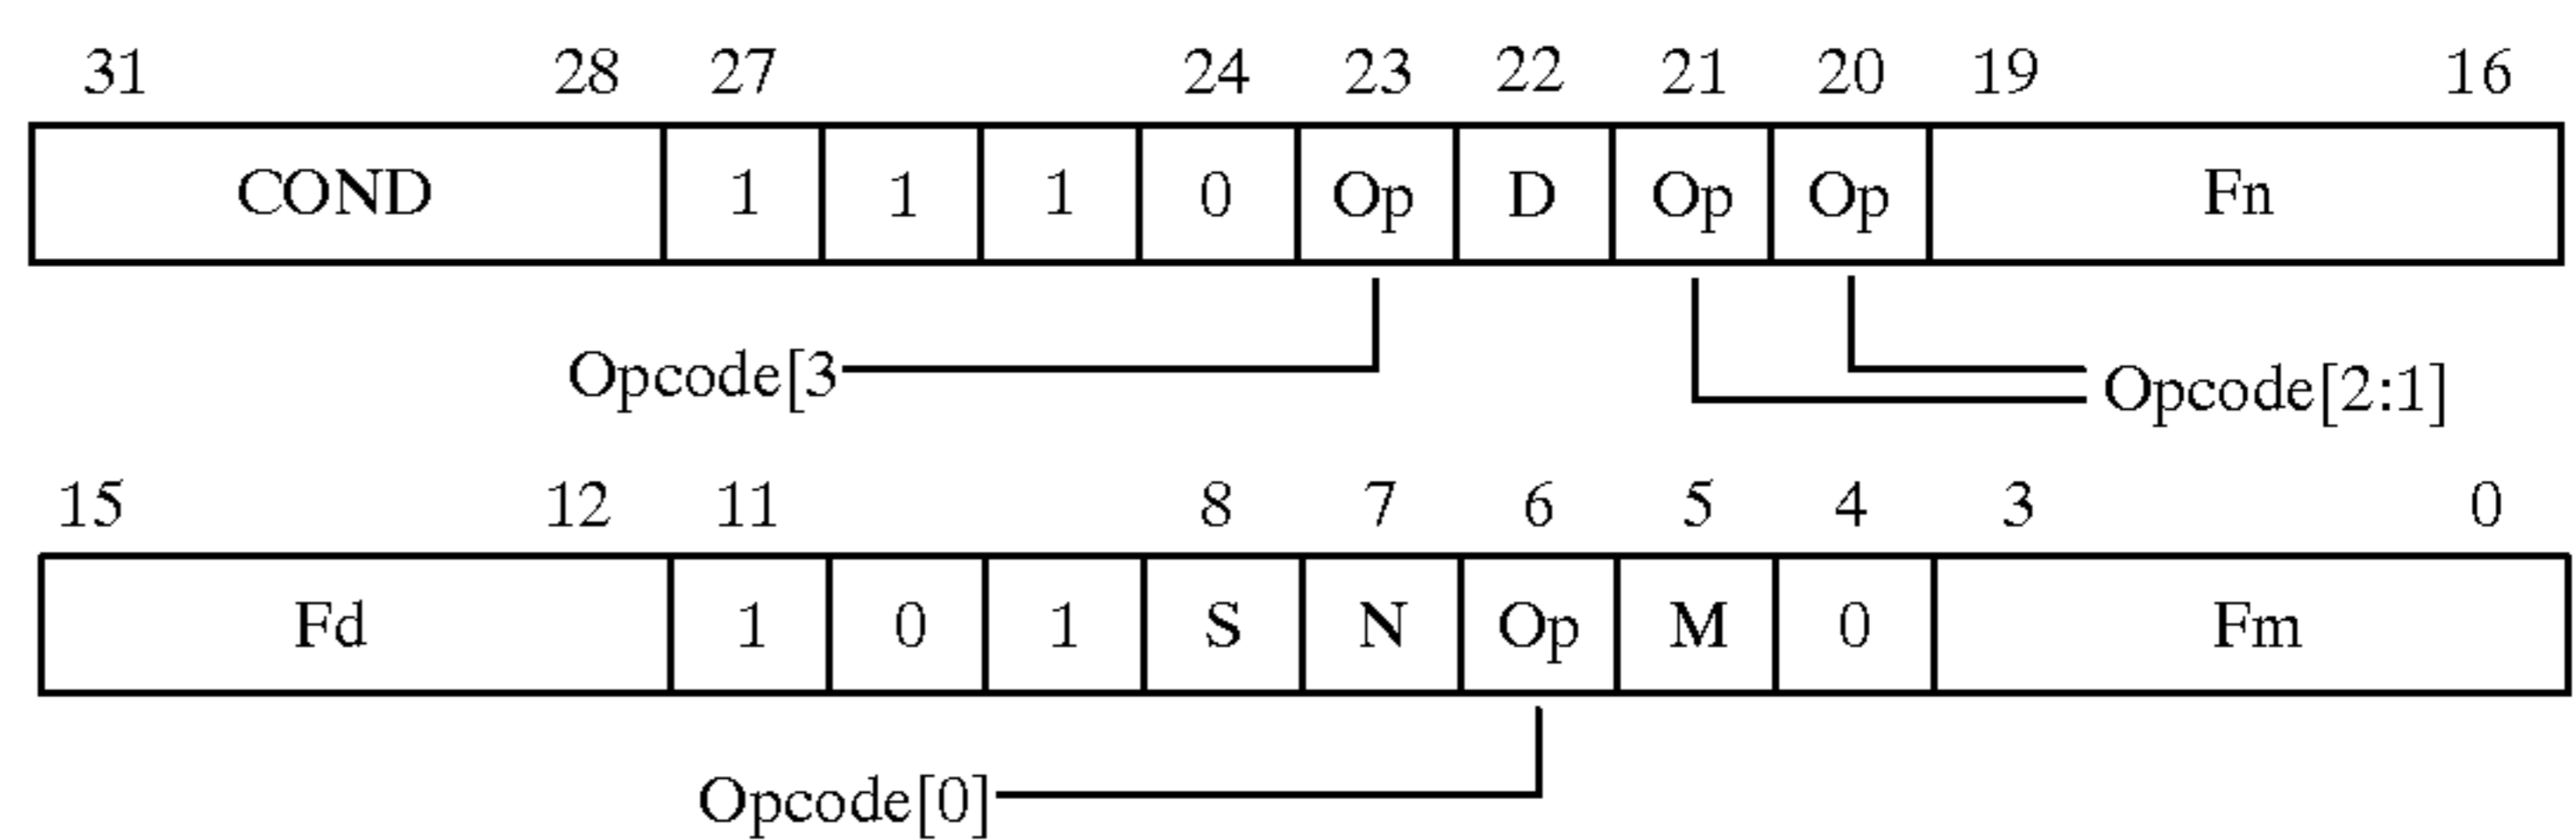 31 28 27 24 23 22 21 20 19 16
COND 1 1 1 0 Op D Op Op Fn
Opcode[3 Opcode[2:1]
15 12 11 8 7 6 5 4 3 0
Fd 1 0 1 S N Op M 0 Fm
Opcode[0]